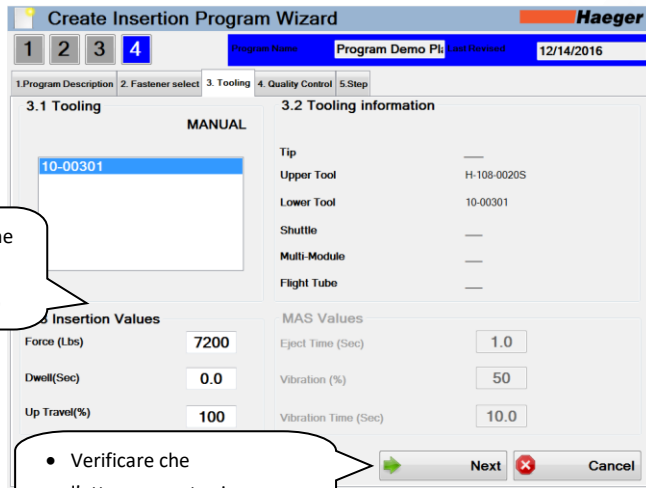 Create Insertion Program Wizard
Haeger
1 2 3 4
Program Name Program Demo Pl Last Revised 12/14/2016
1.Program Description 2. Fastener select 3. Tooling 4. Quality Control 5.Step
3.1 Tooling
MANUAL
10-00301
3.2 Tooling information
Tip __
Upper Tool H-108-0020S
Lower Tool 10-00301
Shuttle __
Multi-Module __
Flight Tube __
Insertion Values
Force (Lbs) 7200
Dwell(Sec) 0.0
Up Travel(%) 100
MAS Values
Eject Time (Sec) 1.0
Vibration (%) 50
Vibration Time (Sec) 10.0
• Verificare che
Next
Cancel